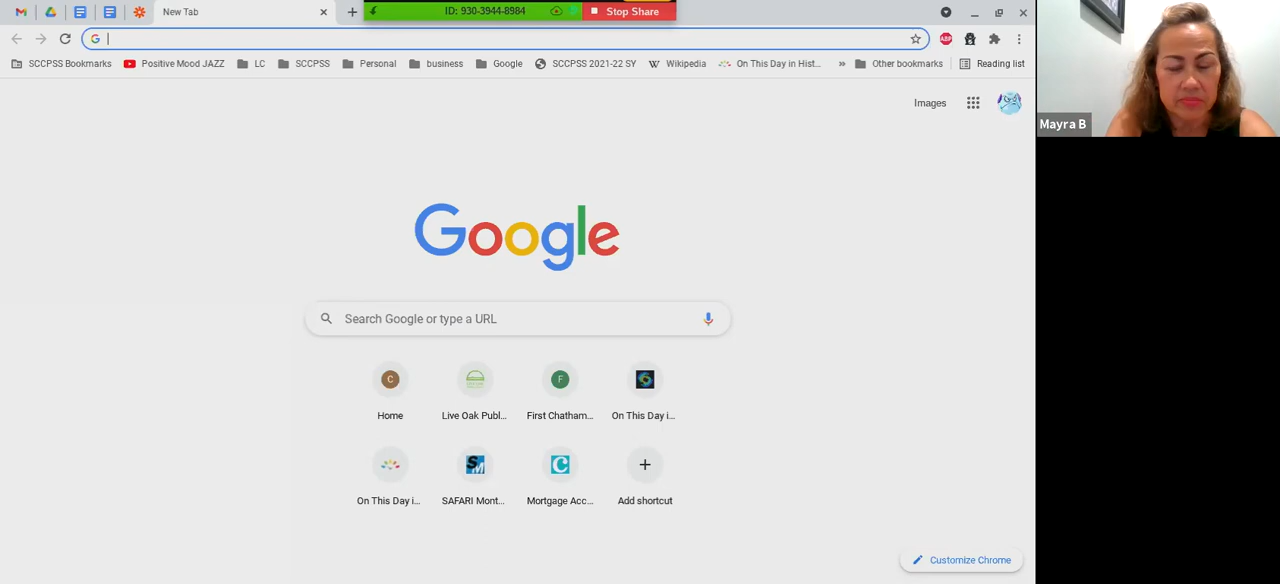 New Tab
ID: 930-3944-8984
Stop Share
SCCPSS Bookmarks Positive Mood JAZZ LC SCCPSS Personal business Google SCCPSS 2021-22 SY Wikipedia On This Day in Hist... » Other bookmarks Reading list
Images
Mayra B
Google
Search Google or type a URL
C F
Home Live Oak Publ... First Chatham... On This Day i...
SM C
On This Day i... SAFARI Mont... Mortgage Acc... Add shortcut
Customize Chrome